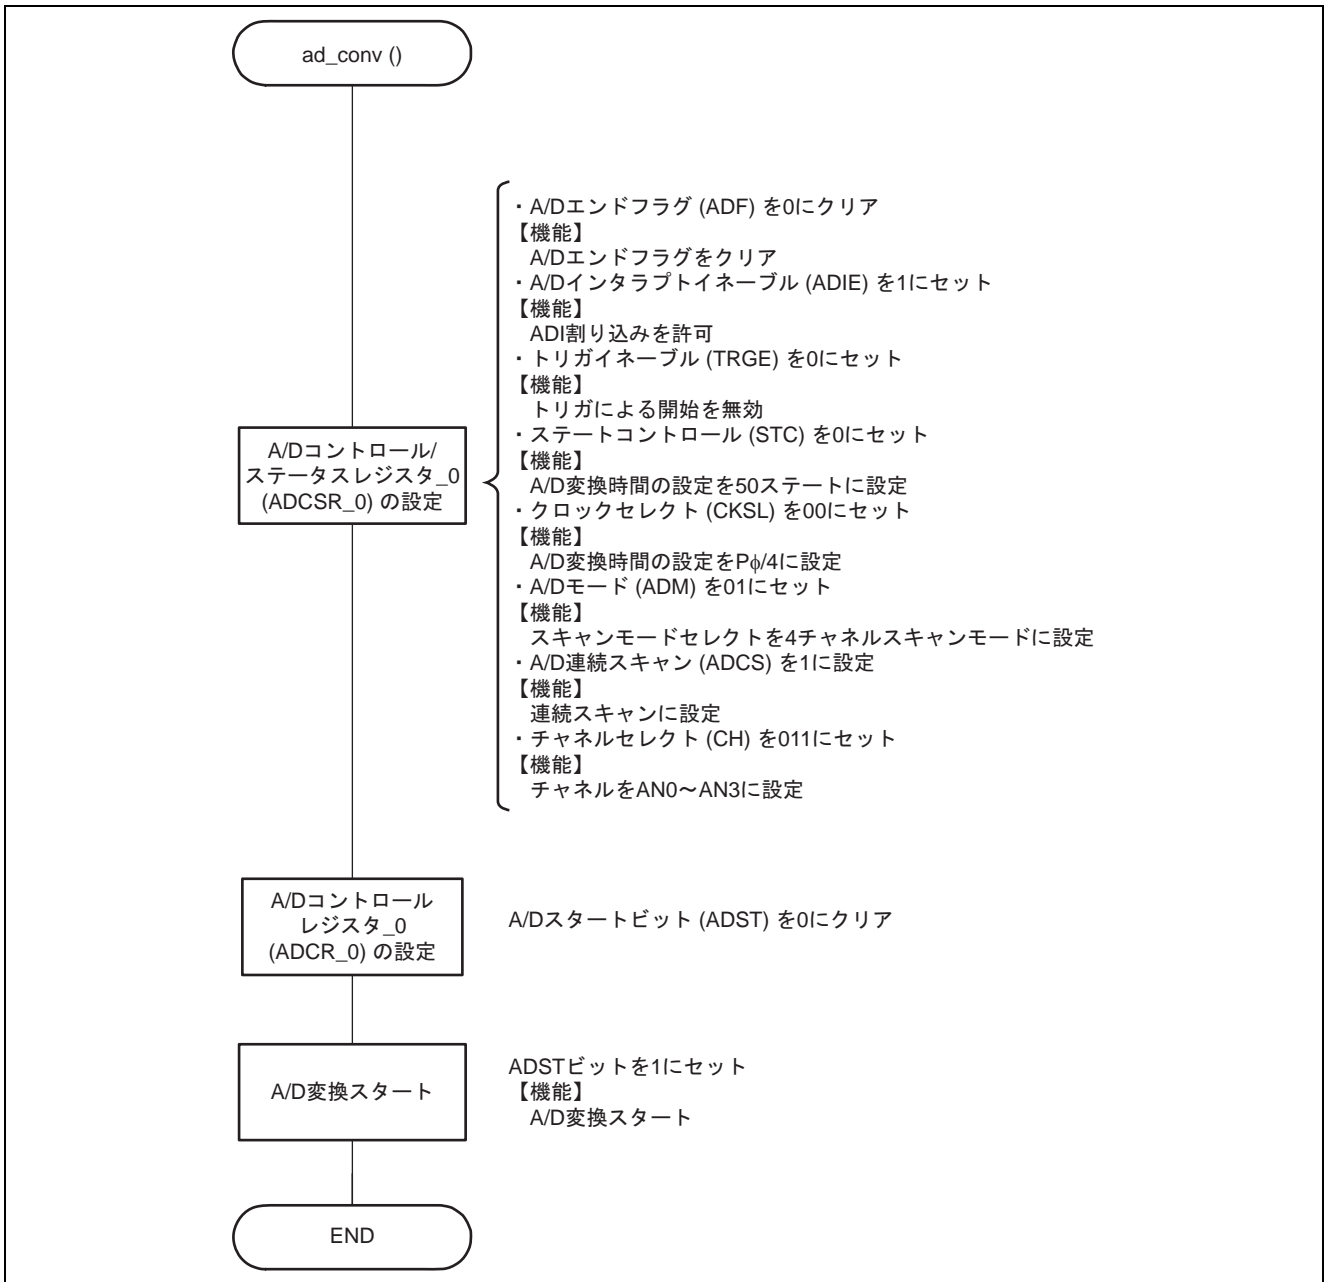 ad_conv ()
A/Dコントロール/
ステータスレジスタ_0
(ADCSR_0) の設定
・A/Dエンドフラグ (ADF) を0にクリア
【機能】
A/Dエンドフラグをクリア
・A/Dインタラプトイネーブル (ADIE) を1にセット
【機能】
ADI割り込みを許可
・トリガイネーブル (TRGE) を0にセット
【機能】
トリガによる開始を無効
・ステートコントロール (STC) を0にセット
【機能】
A/D変換時間の設定を50ステートに設定
・クロックセレクト (CKSL) を00にセット
【機能】
A/D変換時間の設定をPφ/4に設定
・A/Dモード (ADM) を01にセット
【機能】
スキャンモードセレクトを4チャネルスキャンモードに設定
・A/D連続スキャン (ADCS) を1に設定
【機能】
連続スキャンに設定
・チャネルセレクト (CH) を011にセット
【機能】
チャネルをAN0～AN3に設定
A/Dコントロール
レジスタ_0
(ADCR_0) の設定
A/Dスタートビット (ADST) を0にクリア
A/D変換スタート
ADSTビットを1にセット
【機能】
A/D変換スタート
END